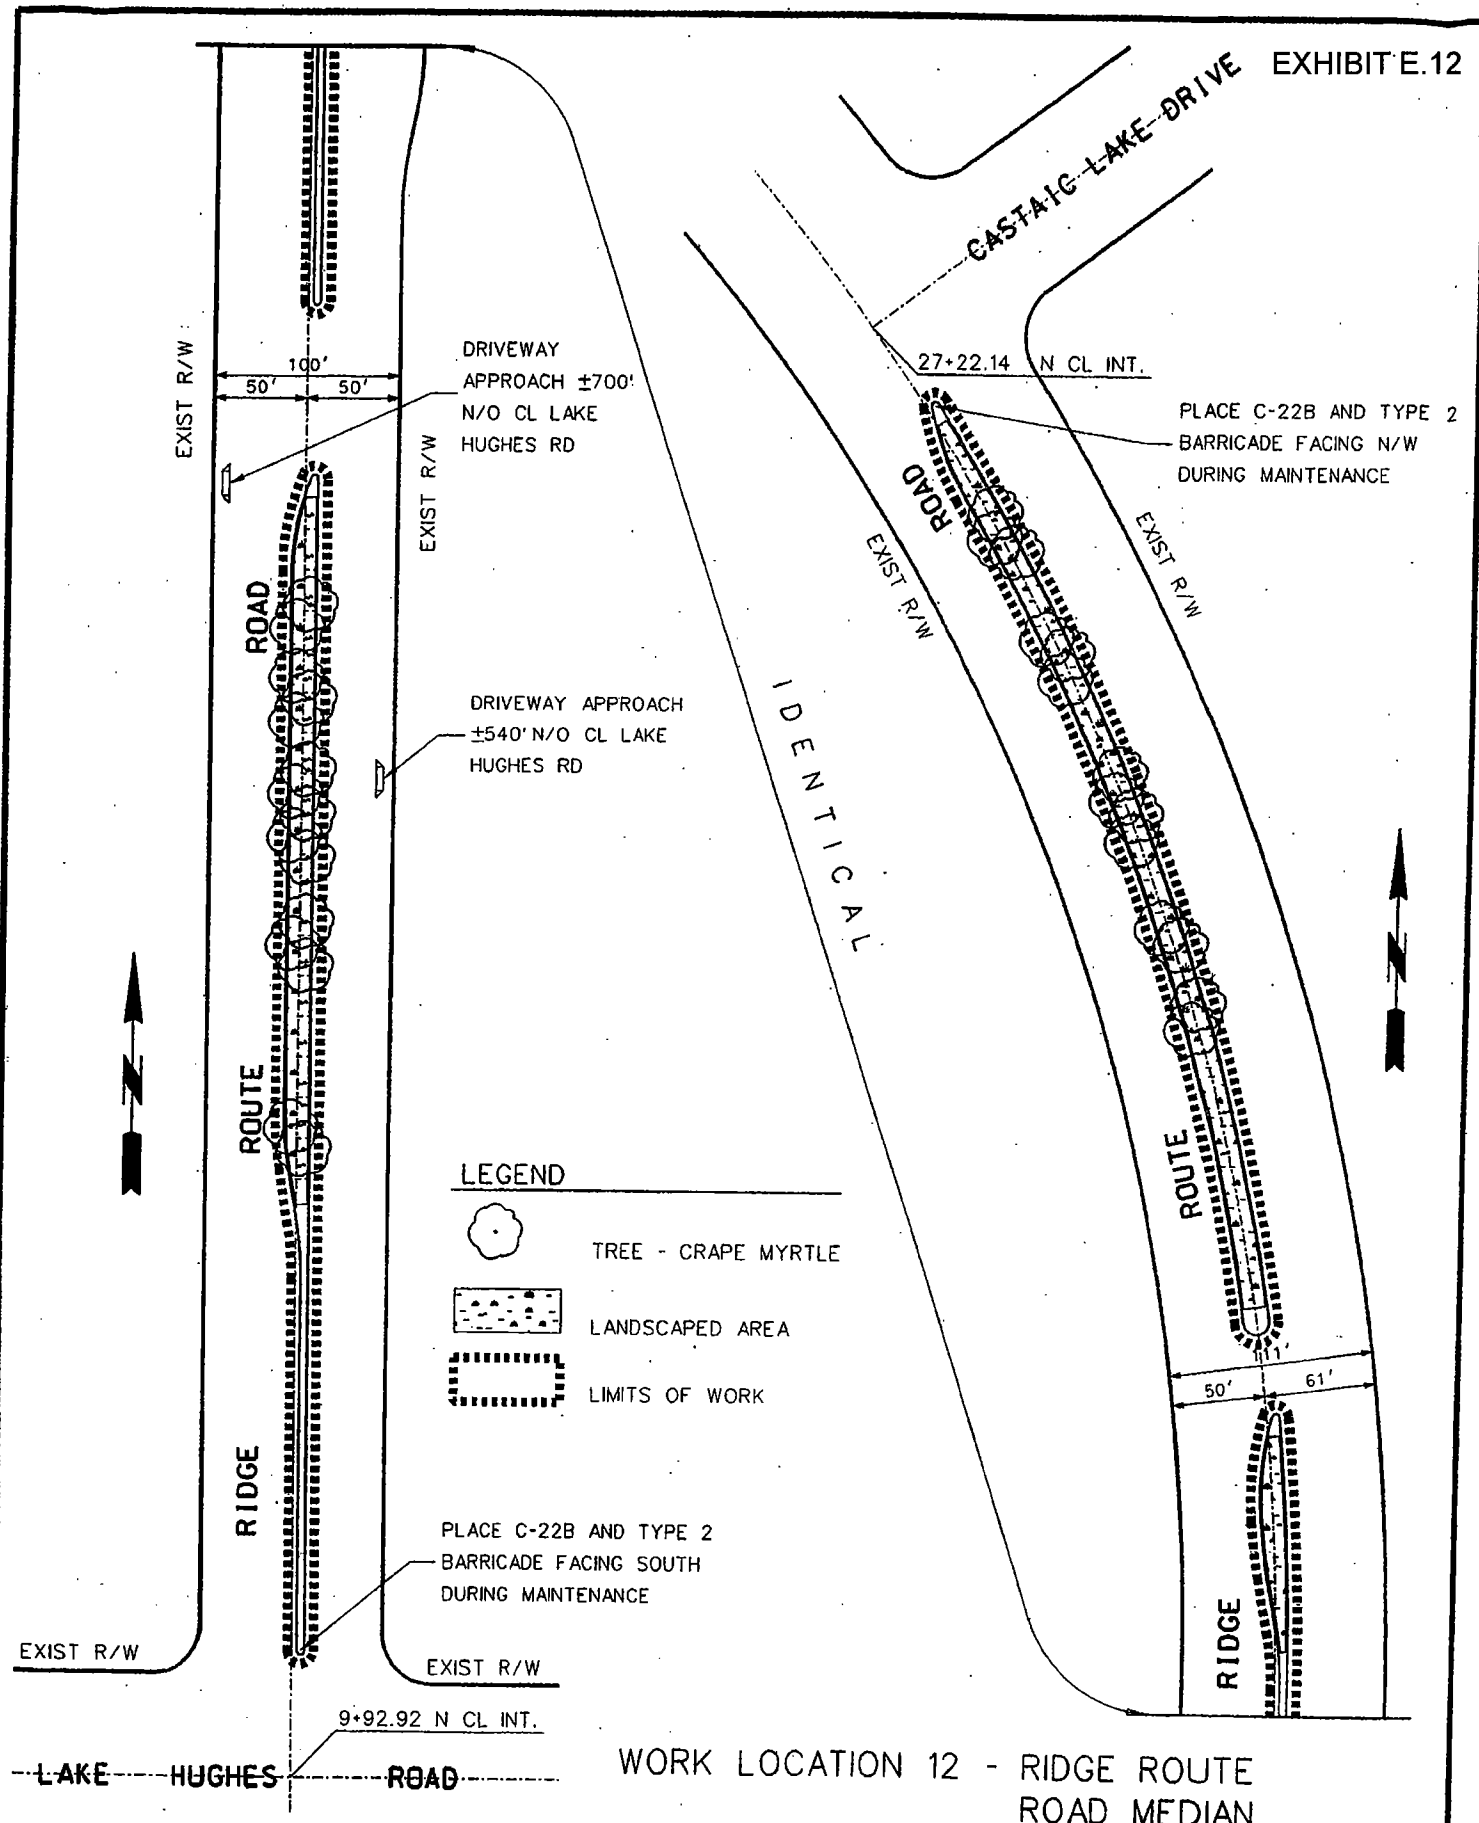 EXHIBIT E.12
CASTAIC LAKE DRIVE
EXIST R/W
100'
50'
50'
DRIVEWAY
APPROACH ±700'
N/O CL LAKE
HUGHES RD
EXIST R/W
ROAD
DRIVEWAY APPROACH
±540' N/O CL LAKE
HUGHES RD
N
ROUTE
RIDGE
LEGEND
TREE - CRAPE MYRTLE
LANDSCAPED AREA
LIMITS OF WORK
PLACE C-22B AND TYPE 2
BARRICADE FACING SOUTH
DURING MAINTENANCE
EXIST R/W
EXIST R/W
9+92.92 N CL INT.
LAKE HUGHES ROAD
IDENTICAL
27+22.14 N CL INT.
PLACE C-22B AND TYPE 2
BARRICADE FACING N/W
DURING MAINTENANCE
ROAD
EXIST R/W
EXIST R/W
N
ROUTE
111'
50'
61'
RIDGE
WORK LOCATION 12 - RIDGE ROUTE
ROAD MEDIAN